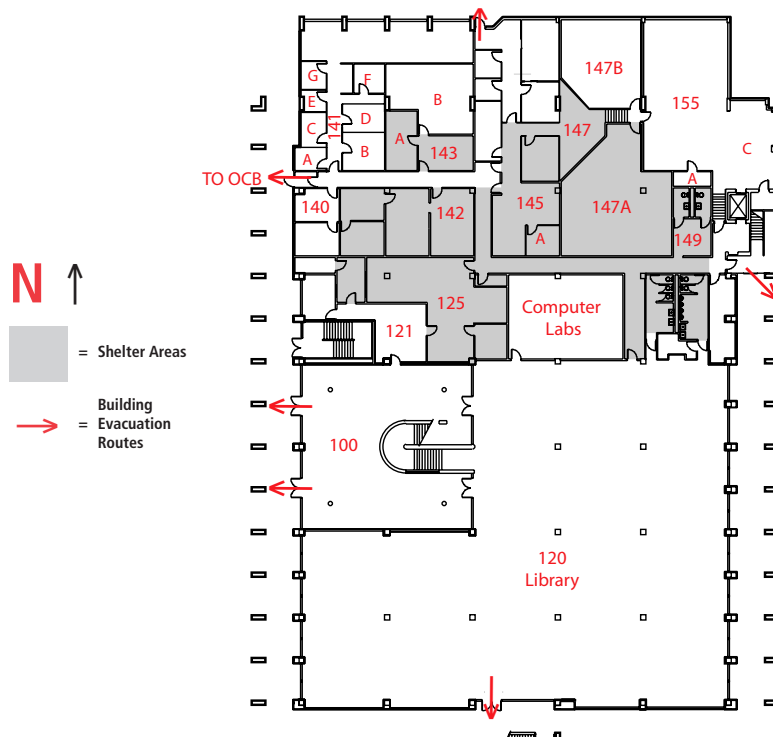 G
F
B
147B
155
E
C
D
141
147
C
A
B
A
143
TO OCB
A
140
142
145
147A
A
149
N
125
Computer
Labs
121
= Shelter Areas
Building
= Evacuation
Routes
100
120
Library